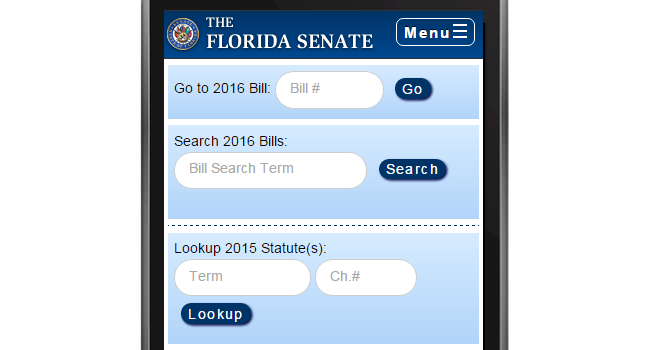 THE
FLORIDA SENATE
Menu
Go to 2016 Bill: Bill # Go
Search 2016 Bills:
Bill Search Term Search
Lookup 2015 Statute(s):
Term Ch.#
Lookup